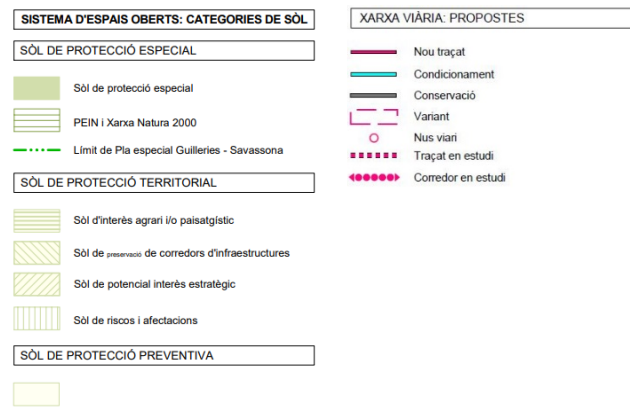 SISTEMA D'ESPAIS OBERTS: CATEGORIES DE SÒL
SÒL DE PROTECCIÓ ESPECIAL
Sòl de protecció especial
PEIN i Xarxa Natura 2000
Límit de Pla especial Guilleries - Savassona
SÒL DE PROTECCIÓ TERRITORIAL
Sòl d'interès agrari i/o paisatgístic
Sòl de preservació de corredors d'infraestructures
Sòl de potencial interès estratègic
Sòl de riscos i afectacions
SÒL DE PROTECCIÓ PREVENTIVA
XARXA VIÀRIA: PROPOSTES
Nou traçat
Condicionament
Conservació
Variant
Nus viari
Traçat en estudi
Corredor en estudi